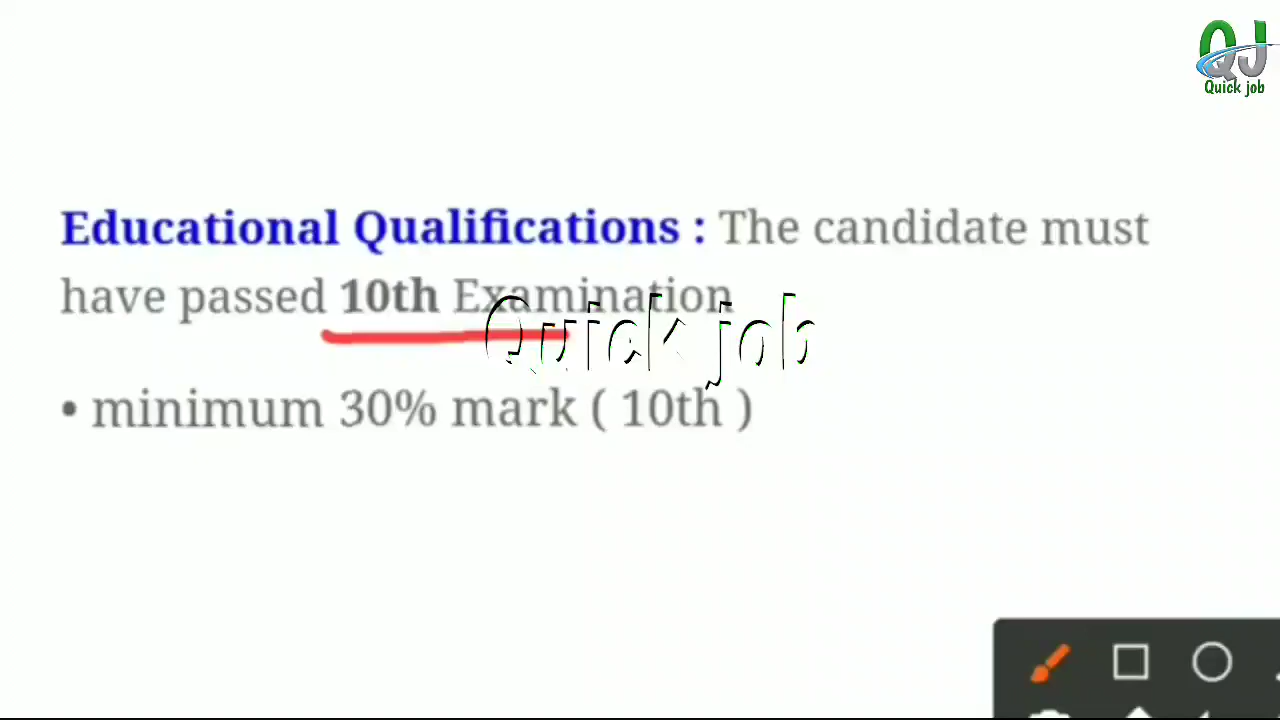 QJ
Quick job
Educational Qualifications : The candidate must
have passed 10th Examination
Quick job
• minimum 30% mark ( 10th )